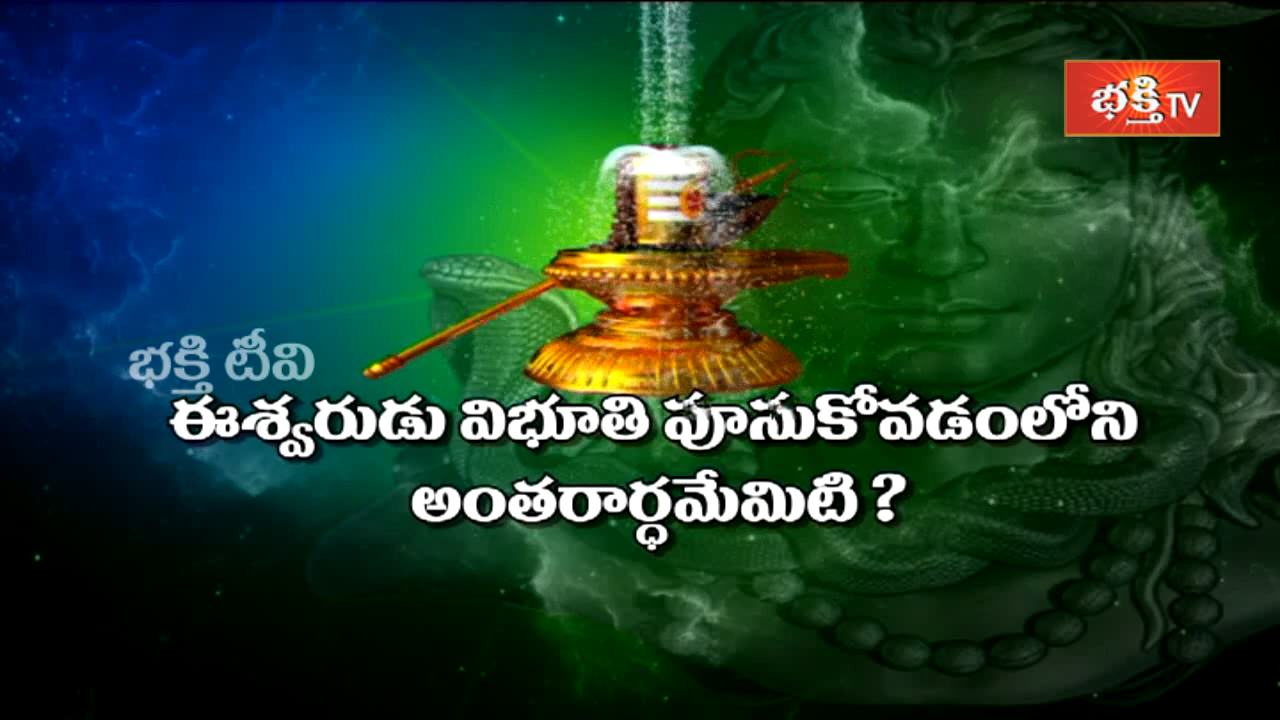 భక్తి TV
భక్తి టీవి
ఈశ్వరుడు విభూతి పూసుకోవడంలోని
అంతరార్ధమేమిటి ?